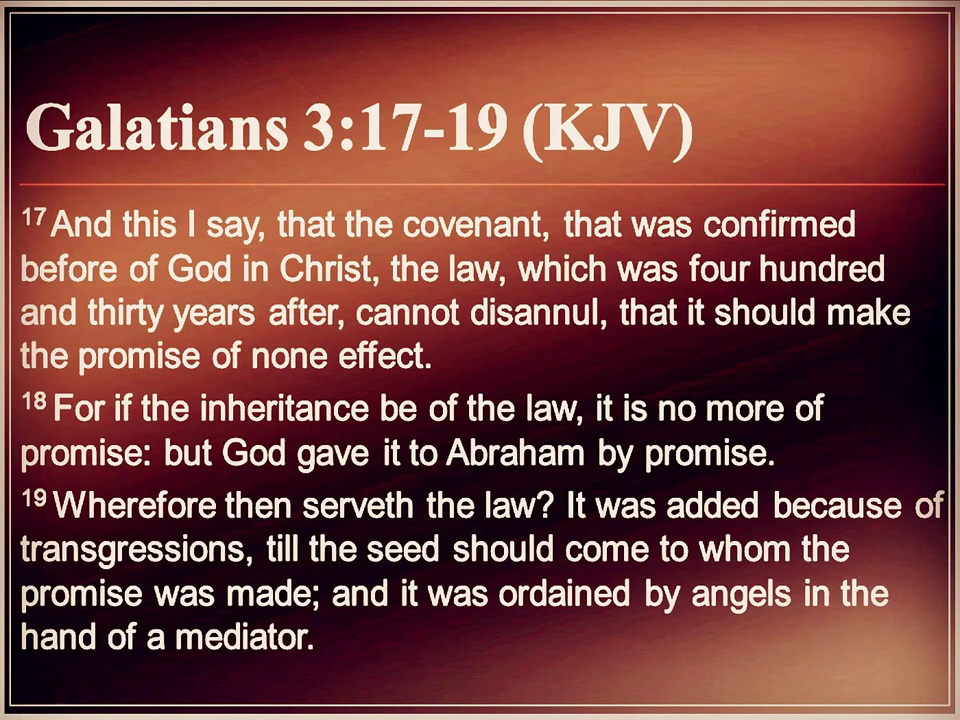 Galatians 3:17-19 (KJV)
17 And this I say, that the covenant, that was confirmed
before of God in Christ, the law, which was four hundred
and thirty years after, cannot disannul, that it should make
the promise of none effect.
18 For if the inheritance be of the law, it is no more of
promise: but God gave it to Abraham by promise.
19 Wherefore then serveth the law? It was added because of
transgressions, till the seed should come to whom the
promise was made; and it was ordained by angels in the
hand of a mediator.